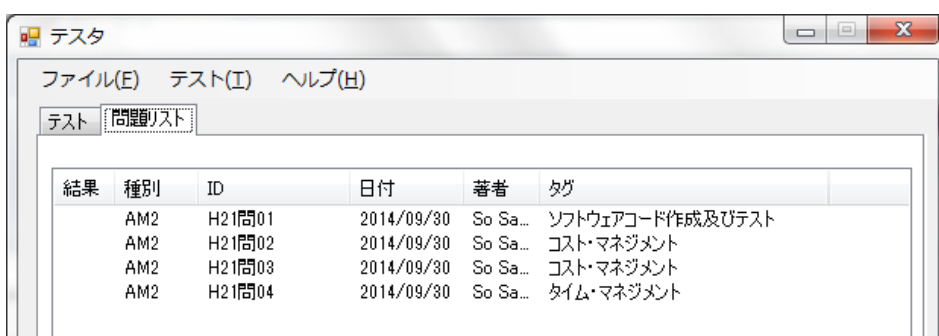 テスタ
ファイル(F) テスト(T) ヘルプ(H)
テスト 問題リスト
結果 種別 ID 日付 著者 タグ
AM2 H21問01 2014/09/30 So Sa... ソフトウェアコード作成及びテスト
AM2 H21問02 2014/09/30 So Sa... コスト・マネジメント
AM2 H21問03 2014/09/30 So Sa... コスト・マネジメント
AM2 H21問04 2014/09/30 So Sa... タイム・マネジメント